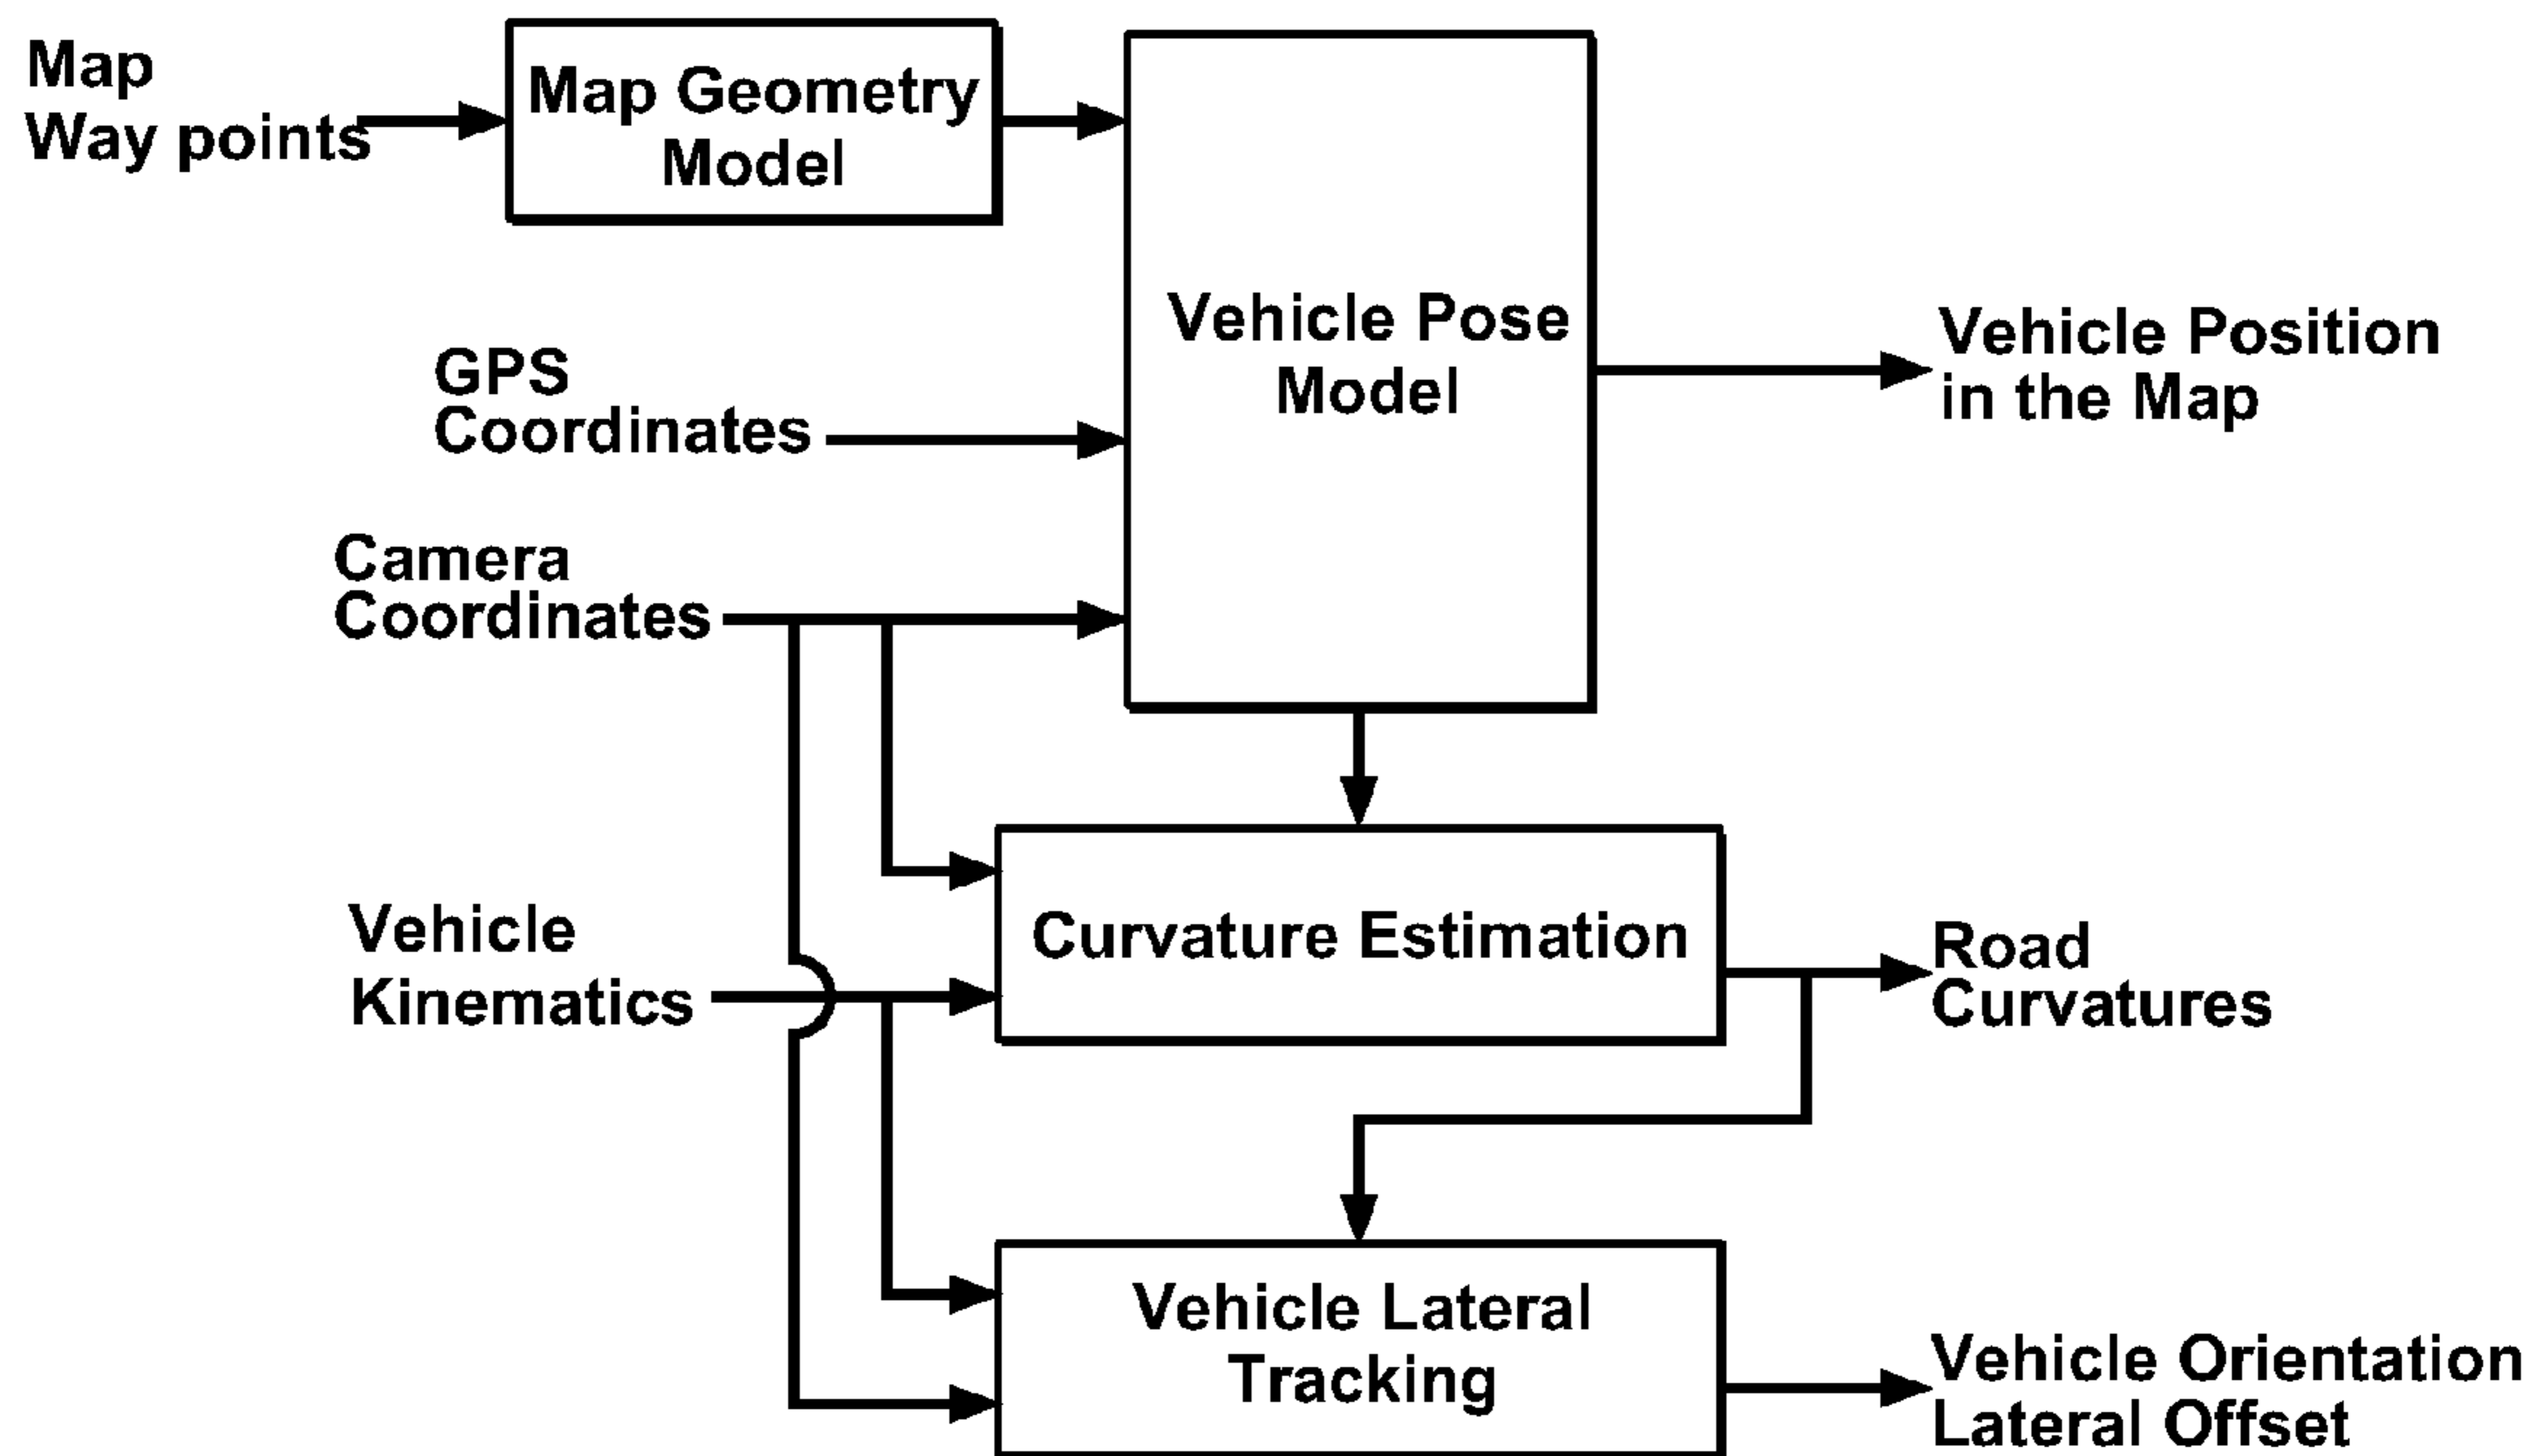 Map
Way points
Map Geometry
Model
Vehicle Pose
Model
GPS
Coordinates
Vehicle Position
in the Map
Camera
Coordinates
Curvature Estimation
Vehicle
Kinematics
Road
Curvatures
Vehicle Lateral
Tracking
Vehicle Orientation
Lateral Offset